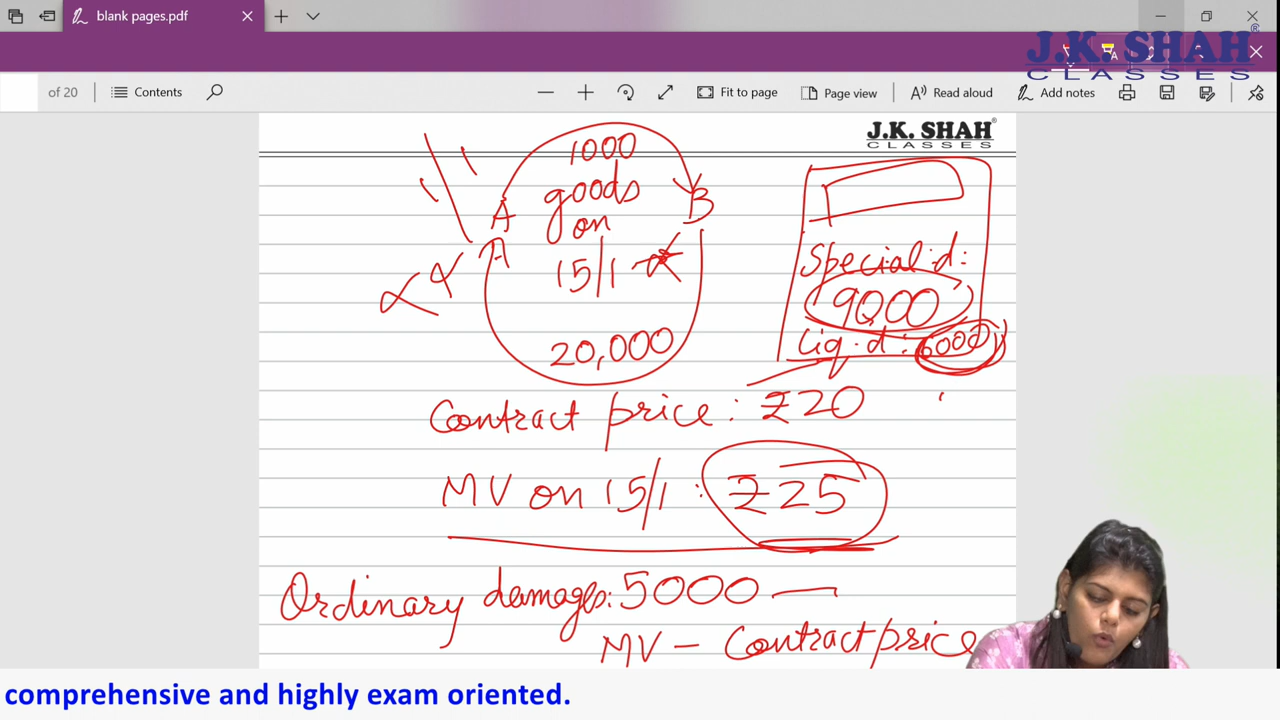 blank pages.pdf
J.K. SHAH®
CLASSES
of 20
Contents
Fit to page
Page view
Read aloud
Add notes
J.K. SHAH®
CLASSES
1000
goods
A on B
A 15/1
20,000
Special d:
9000
Liq. d: 6000
Contract price: ₹20
MV on 15/1: ₹25
Ordinary damages: 5000 —
MV - Contract price
comprehensive and highly exam oriented.